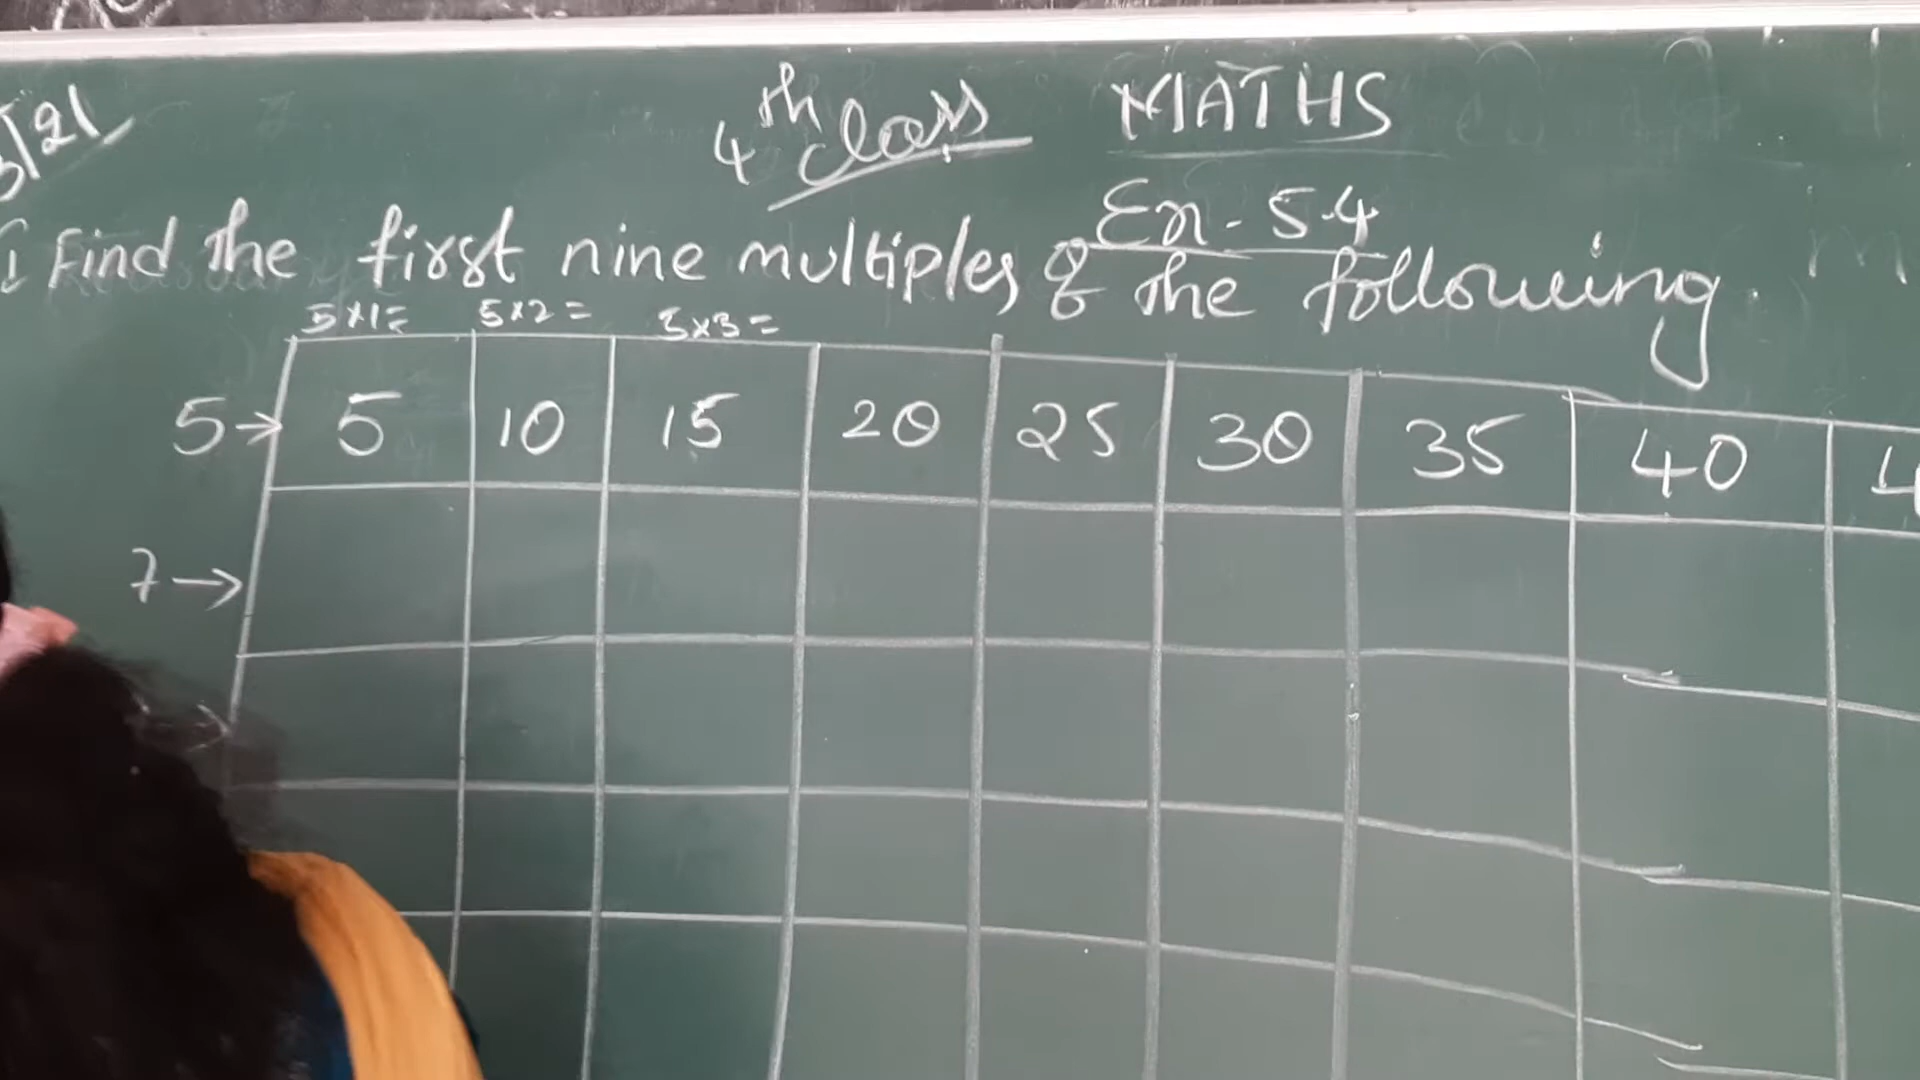 4th class MATHS
Ex-5.4
Find the first nine multiples of the following.
5×1= 5×2= 5×3=
5→ 5 10 15 20 25 30 35 40
7→